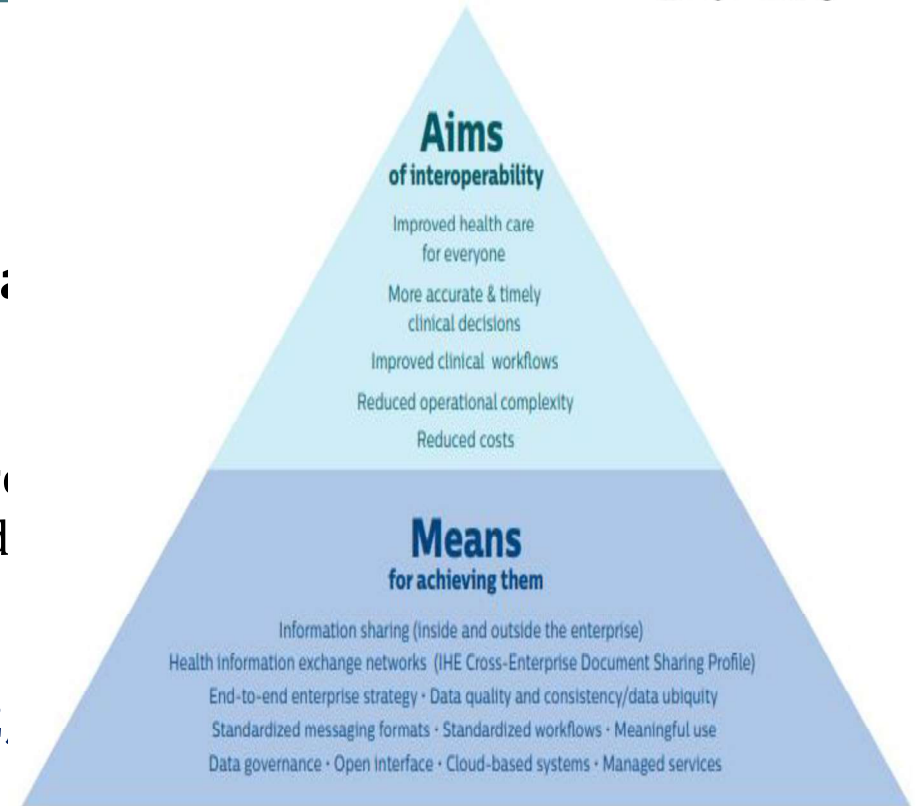 Aims
of interoperability
Improved health care
for everyone
More accurate & timely
clinical decisions
Improved clinical workflows
Reduced operational complexity
Reduced costs
Means
for achieving them
Information sharing (inside and outside the enterprise)
Health information exchange networks (IHE Cross-Enterprise Document Sharing Profile)
End-to-end enterprise strategy · Data quality and consistency/data ubiquity
Standardized messaging formats · Standardized workflows · Meaningful use
Data governance · Open interface · Cloud-based systems · Managed services